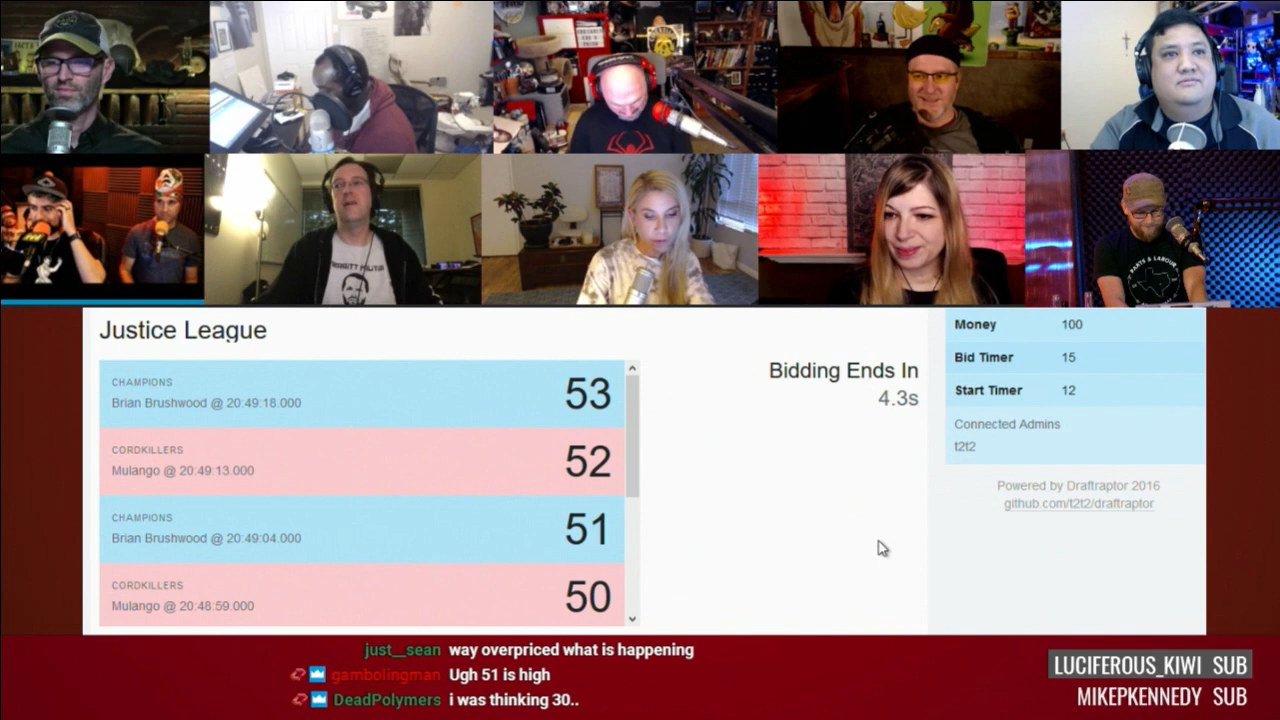 Justice League
CHAMPIONS
Brian Brushwood @ 20:49:18.000
53
CORDKILLERS
Mulango @ 20:49:13.000
52
CHAMPIONS
Brian Brushwood @ 20:49:04.000
51
CORDKILLERS
Mulango @ 20:48:59.000
50
Bidding Ends In
4.3s
Money 100
Bid Timer 15
Start Timer 12
Connected Admins
t2t2
Powered by Draftraptor 2016
github.com/t2t2/draftraptor
just__sean way overpriced what is happening
gambolingman Ugh 51 is high
DeadPolymers i was thinking 30..
LUCIFEROUS_KIWI SUB
MIKEPKENNEDY SUB
PARTS & LABOUR